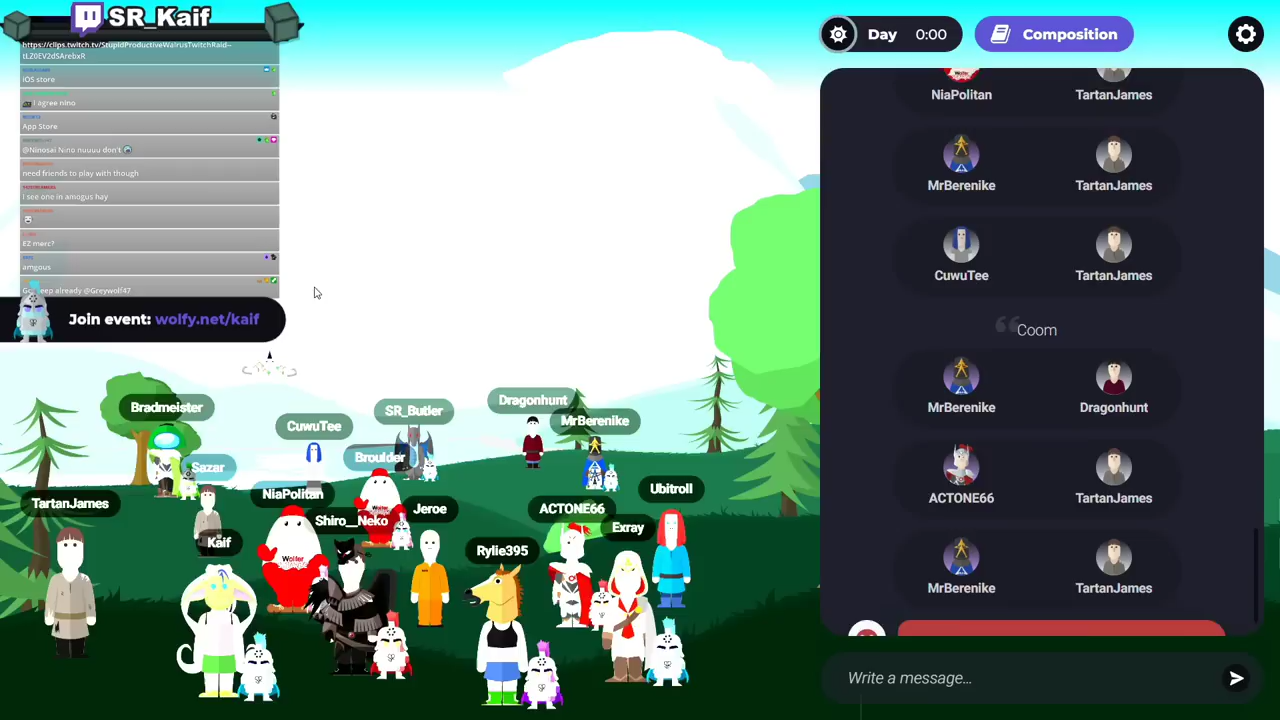 SR_Kaif
https://clips.twitch.tv/StupidProductiveWalrusTwitchRaid--
tLZ0EV2dSArebxR
IOS store
I agree nino
App Store
@Ninosai Nino nuuuu don't
need friends to play with though
I see one in amogus hay
EZ merc?
amgous
already @Greywolf47
Join event: wolfy.net/kaif
Day 0:00
Composition
NiaPolitan TartanJames
MrBerenike TartanJames
CuwuTee TartanJames
Coom
MrBerenike Dragonhunt
ACTONE66 TartanJames
MrBerenike TartanJames
Write a message...
Bradmeister
CuwuTee
SR_Butler
Dragonhunt
MrBerenike
Sazar
Broulder
TartanJames
NiaPolitan
Shiro__Neko
Jeroe
ACTONE66
Ubitroll
Kaif
Rylie395
Exray
Wolfer